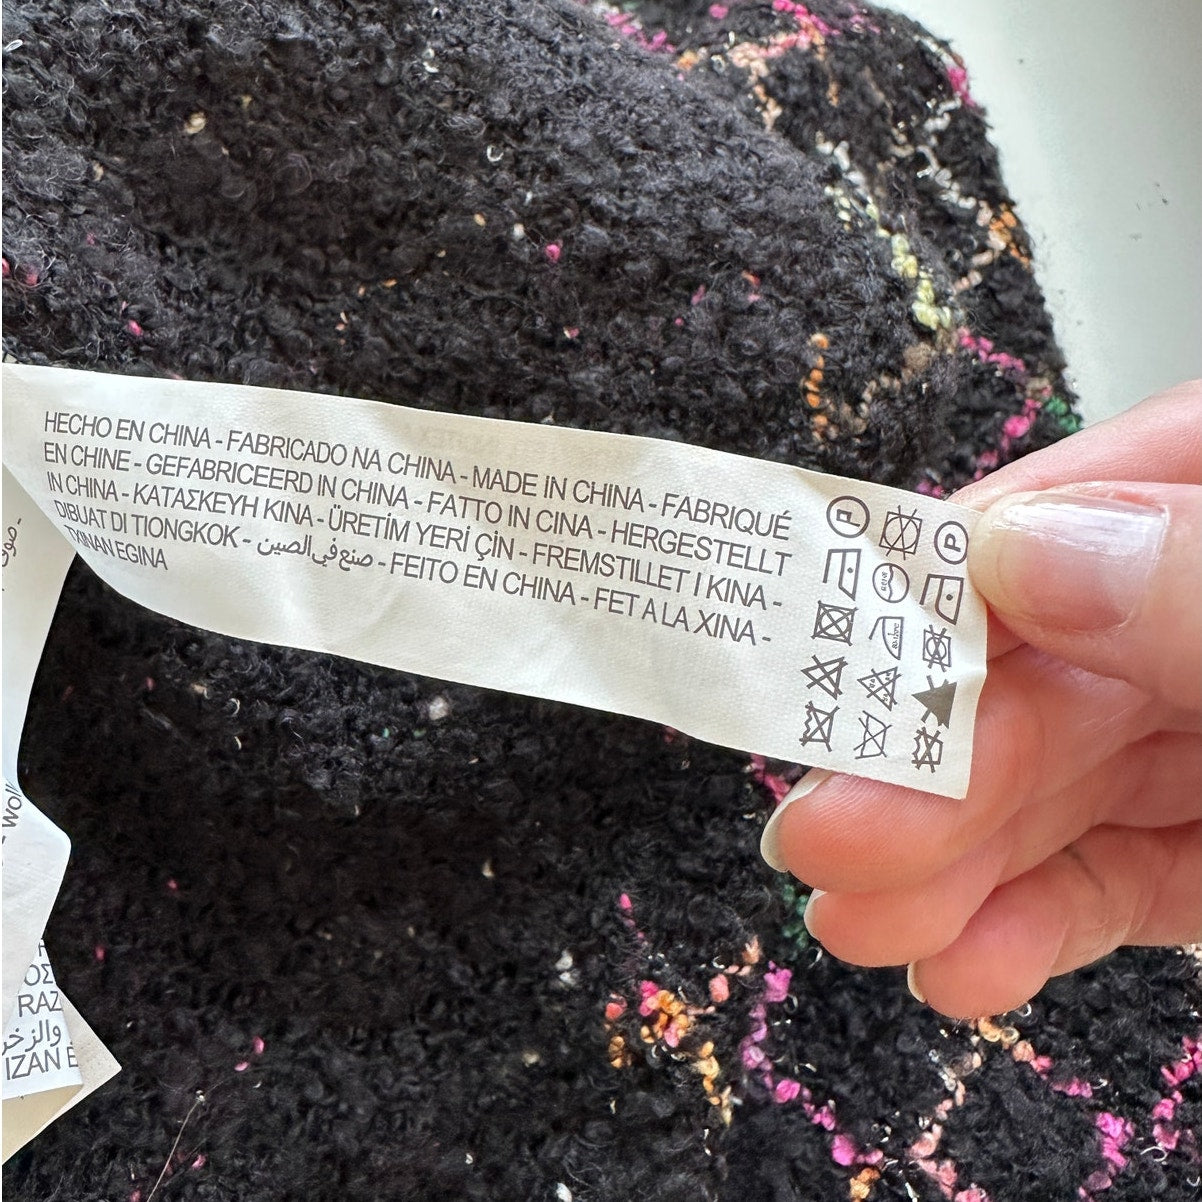 HECHO EN CHINA - FABRICADO NA CHINA - MADE IN CHINA - FABRIQUÉ
EN CHINE - GEFABRICEERD IN CHINA - FATTO IN CINA - HERGESTELLT
IN CHINA - ΚΑΤΑΣΚΕΥΗ ΚΙΝΑ - ÜRETİM YERİ ÇİN - FREMSTILLET I KINA -
DIBUAT DI TIONGKOK - صنع في الصين - FEITO EN CHINA - FET A LA XINA -
TXINAN EGINA
P P
RAZ
IZAN E